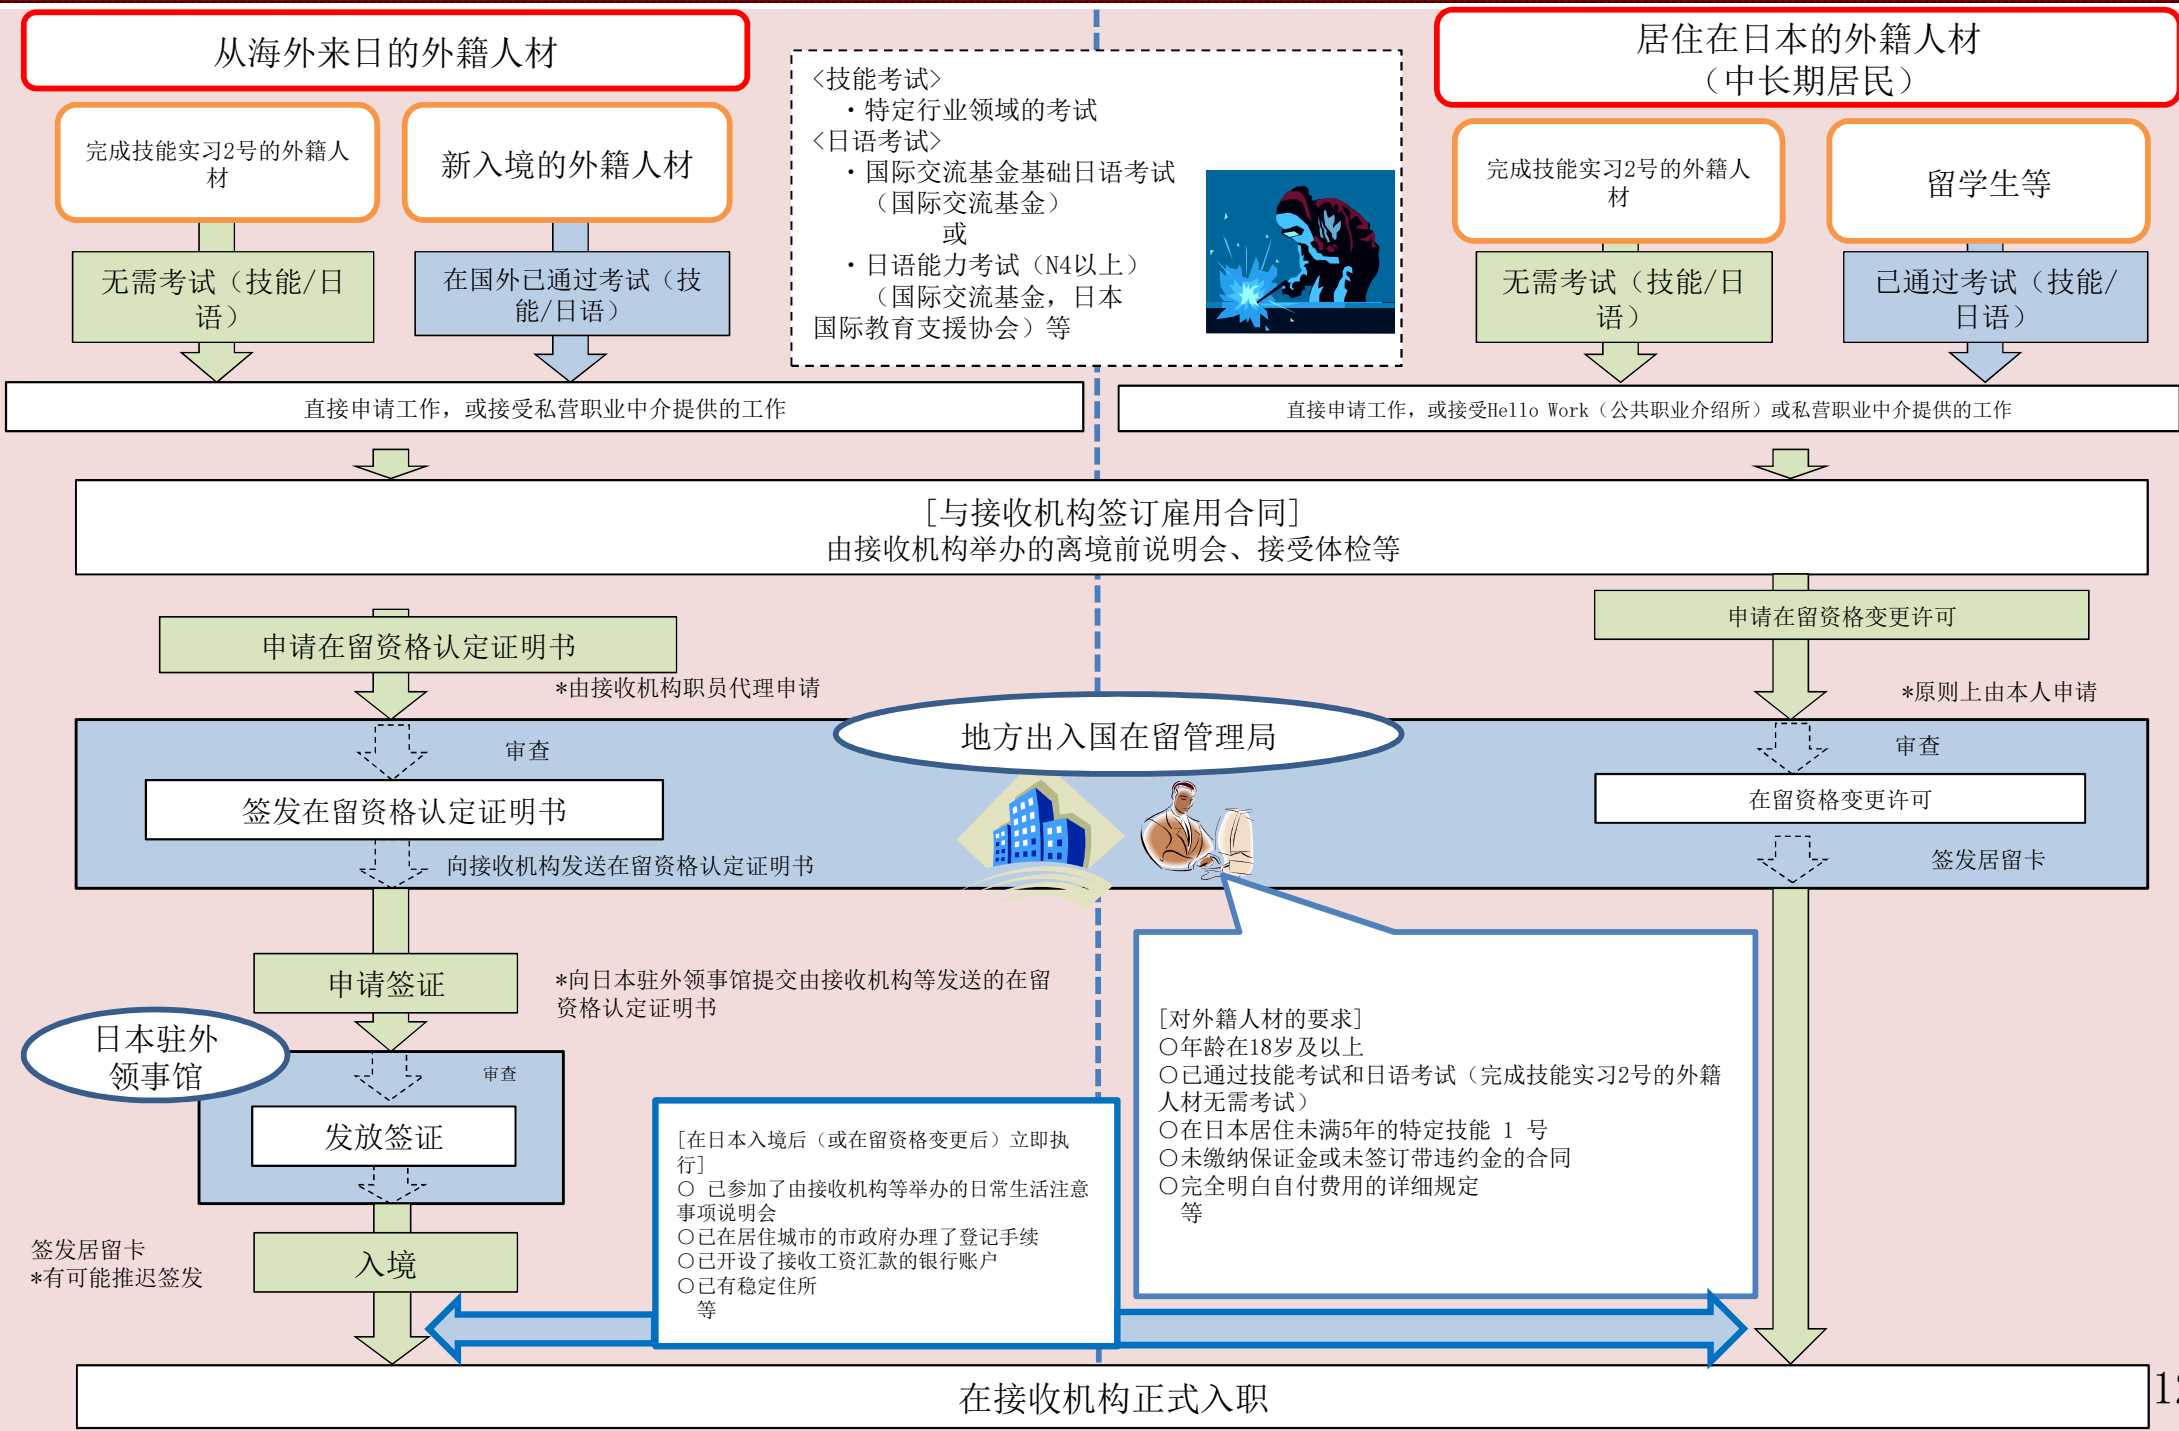 从海外来日的外籍人材
居住在日本的外籍人材
（中长期居民）
完成技能实习2号的外籍人
材
新入境的外籍人材
<技能考试>
・特定行业领域的考试
<日语考试>
・国际交流基金基础日语考试
（国际交流基金）
或
・日语能力考试（N4以上）
（国际交流基金，日本
国际教育支援协会）等
完成技能实习2号的外籍人
材
留学生等
无需考试（技能/日
语）
在国外已通过考试（技
能/日语）
无需考试（技能/日
语）
已通过考试（技能/
日语）
直接申请工作，或接受私营职业中介提供的工作
直接申请工作，或接受Hello Work（公共职业介绍所）或私营职业中介提供的工作
[与接收机构签订雇用合同]
由接收机构举办的离境前说明会、接受体检等
申请在留资格认定证明书
*由接收机构职员代理申请
申请在留资格变更许可
*原则上由本人申请
地方出入国在留管理局
审查
签发在留资格认定证明书
向接收机构发送在留资格认定证明书
审查
在留资格变更许可
签发居留卡
申请签证
*向日本驻外领事馆提交由接收机构等发送的在留
资格认定证明书
日本驻外
领事馆
审查
发放签证
签发居留卡
*有可能推迟签发
入境
[在日本入境后（或在留资格变更后）立即执
行]
○ 已参加了由接收机构等举办的日常生活注意
事项说明会
○已在居住城市的市政府办理了登记手续
○已开设了接收工资汇款的银行账户
○已有稳定住所
等
[对外籍人材的要求]
○年龄在18岁及以上
○已通过技能考试和日语考试（完成技能实习2号的外籍
人材无需考试）
○在日本居住未满5年的特定技能 1 号
○未缴纳保证金或未签订带违约金的合同
○完全明白自付费用的详细规定
等
在接收机构正式入职
12